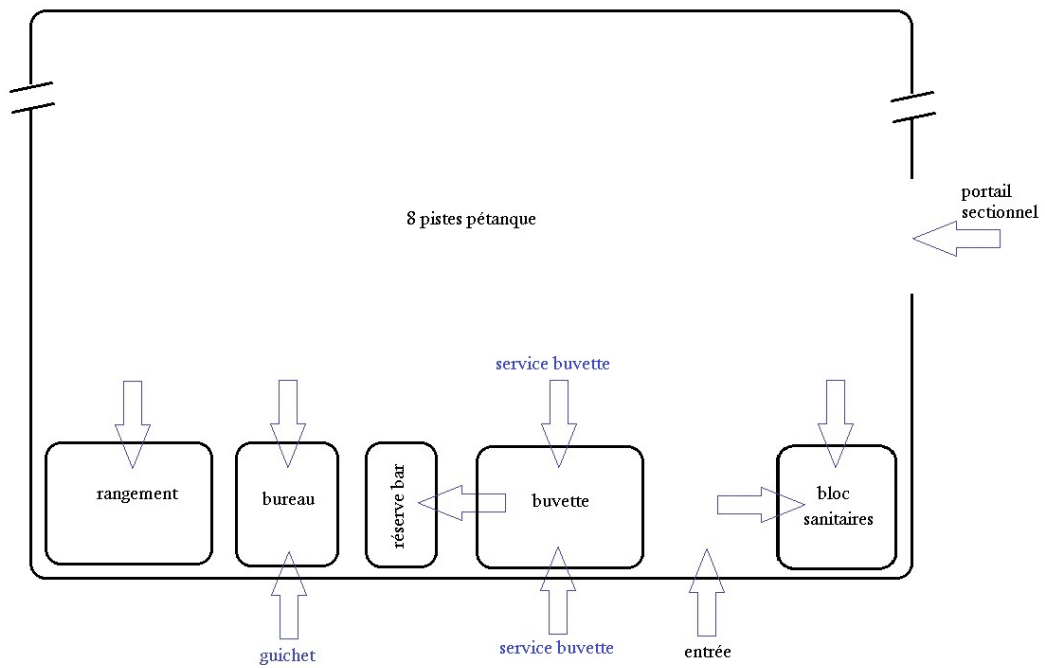 portail
sectionnel
8 pistes pétanque
service buvette
rangement
bureau
réserve bar
buvette
bloc
sanitaires
guichet
service buvette
entrée